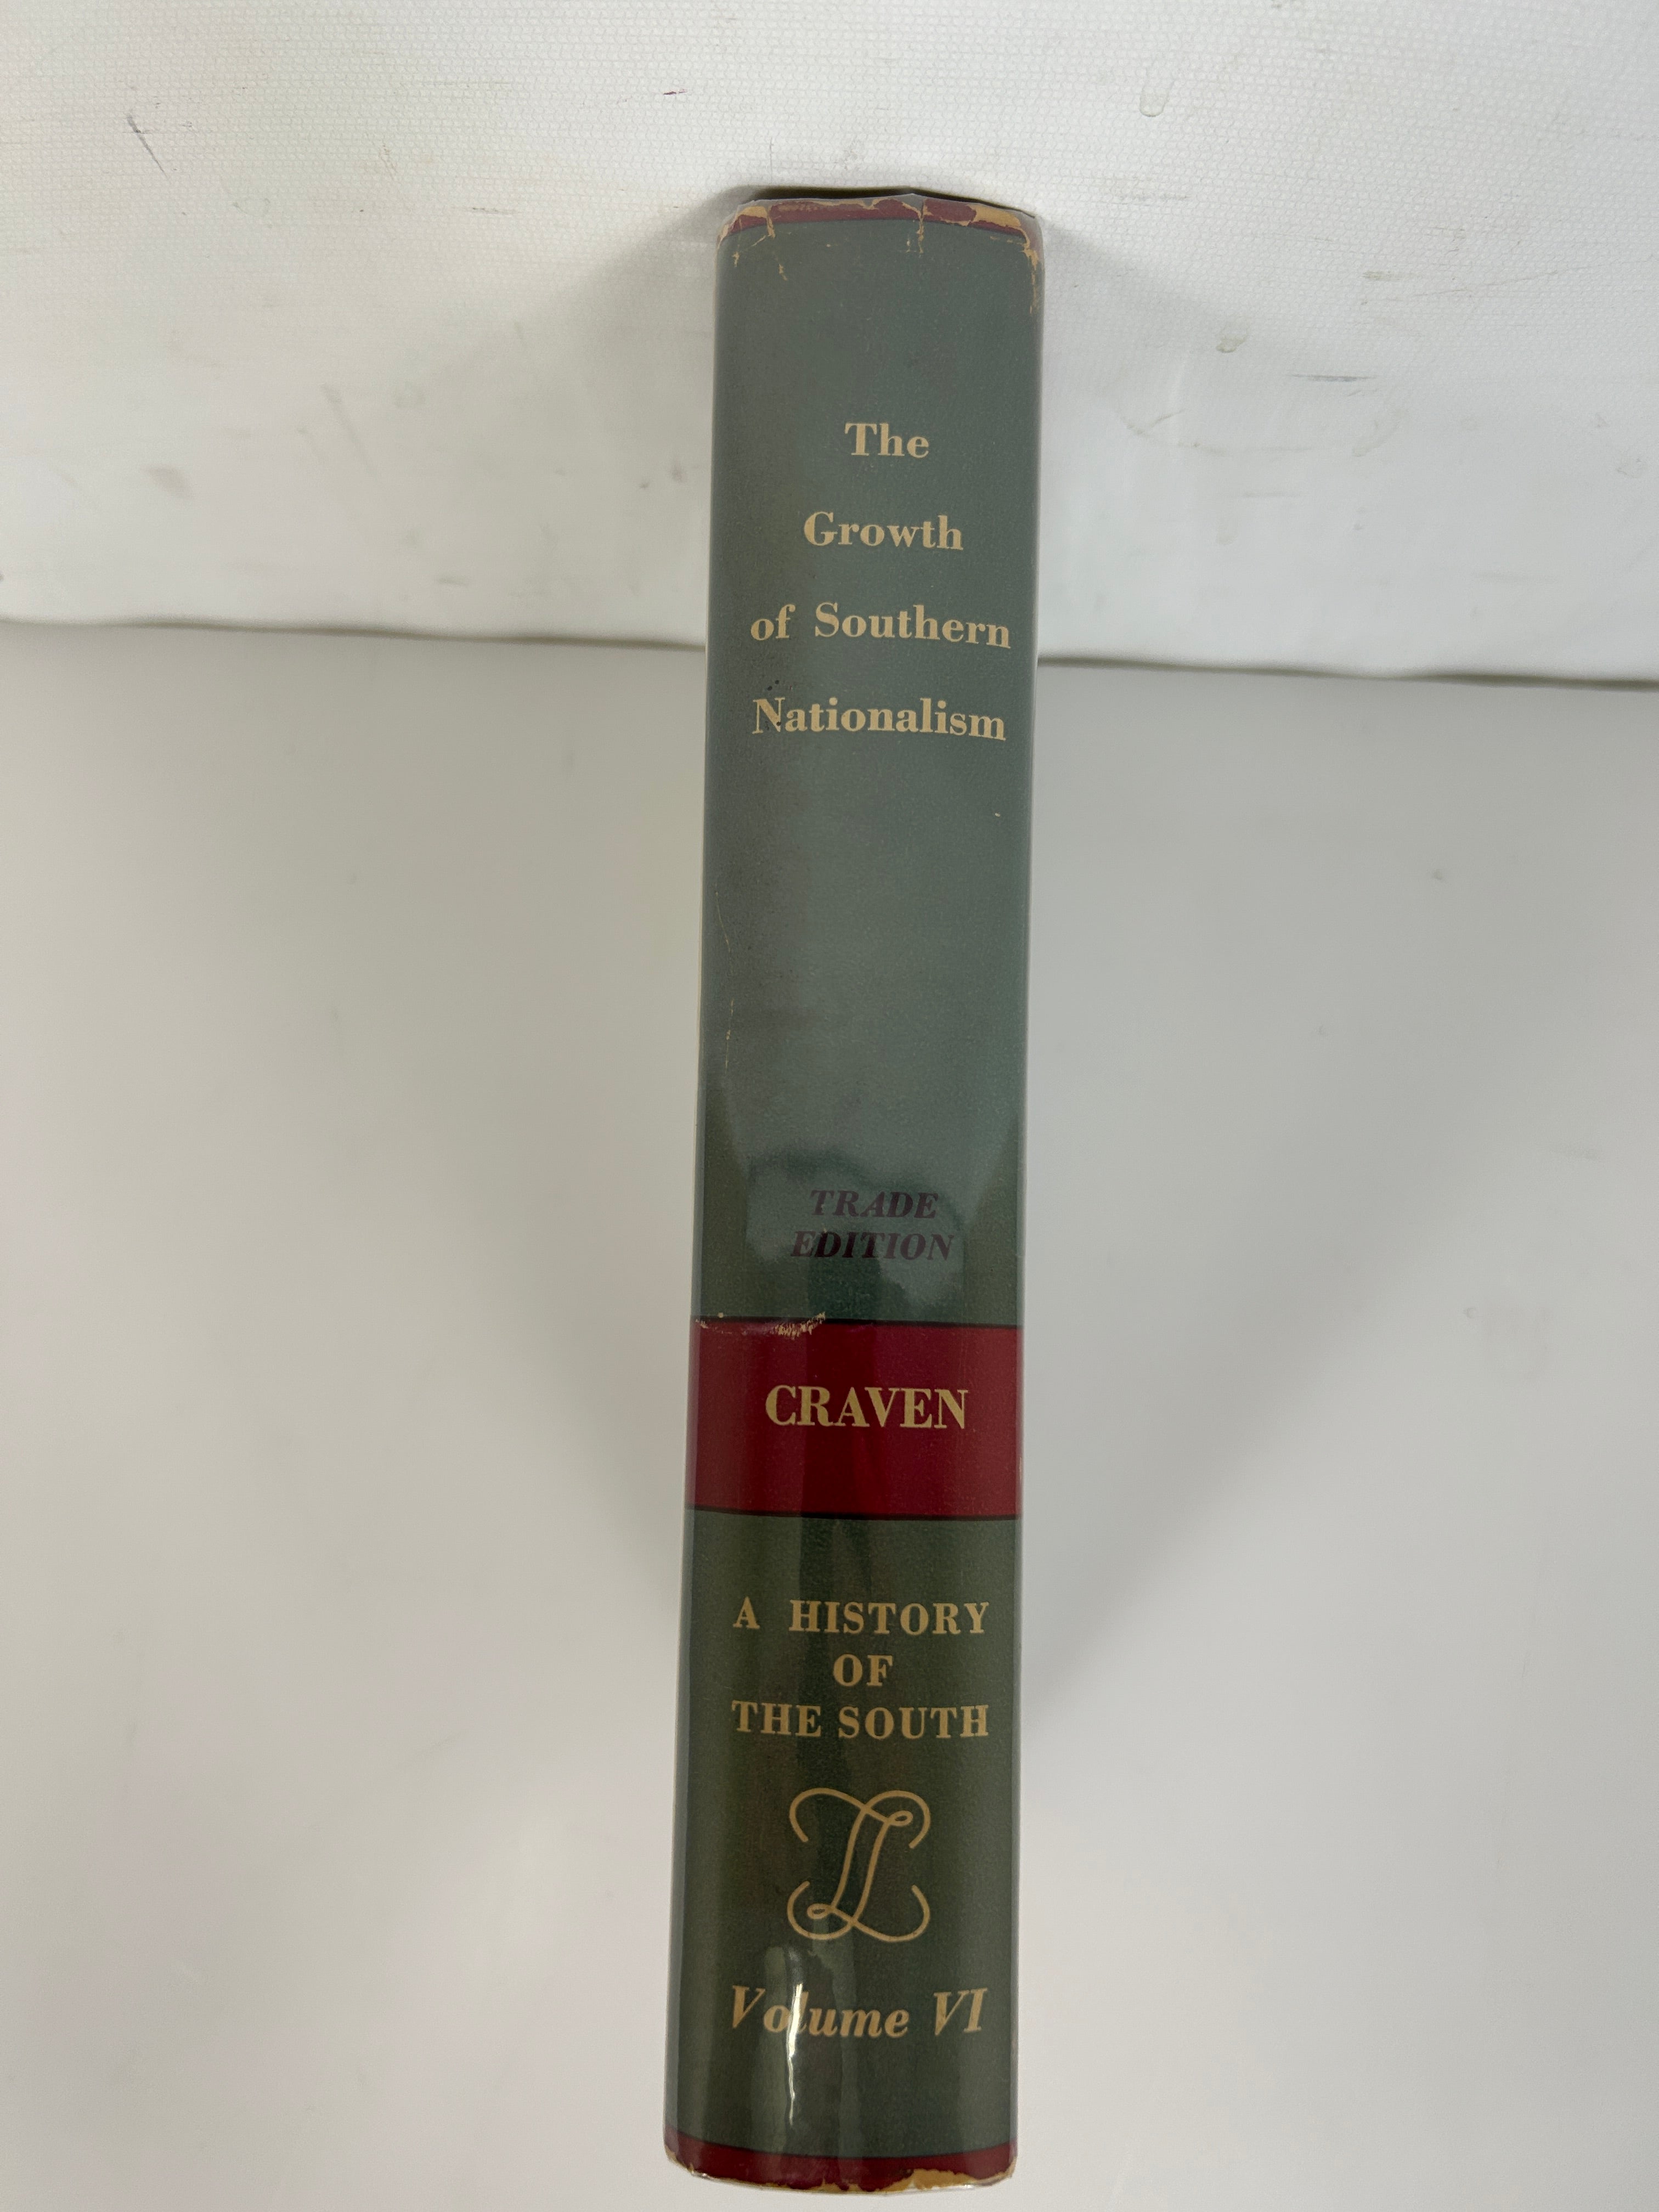 The
Growth
of Southern
Nationalism
TRADE
EDITION
CRAVEN
A HISTORY
OF
THE SOUTH
Volume VI